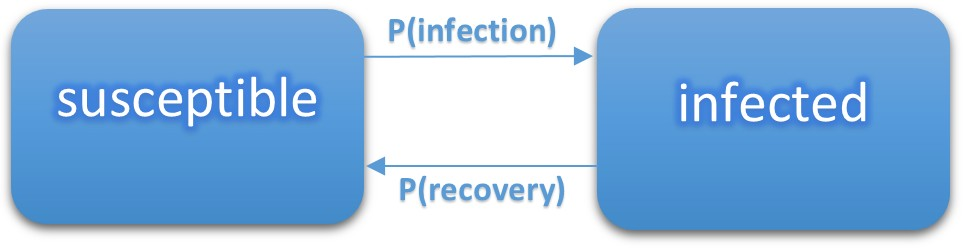 P(infection)
susceptible
infected
P(recovery)